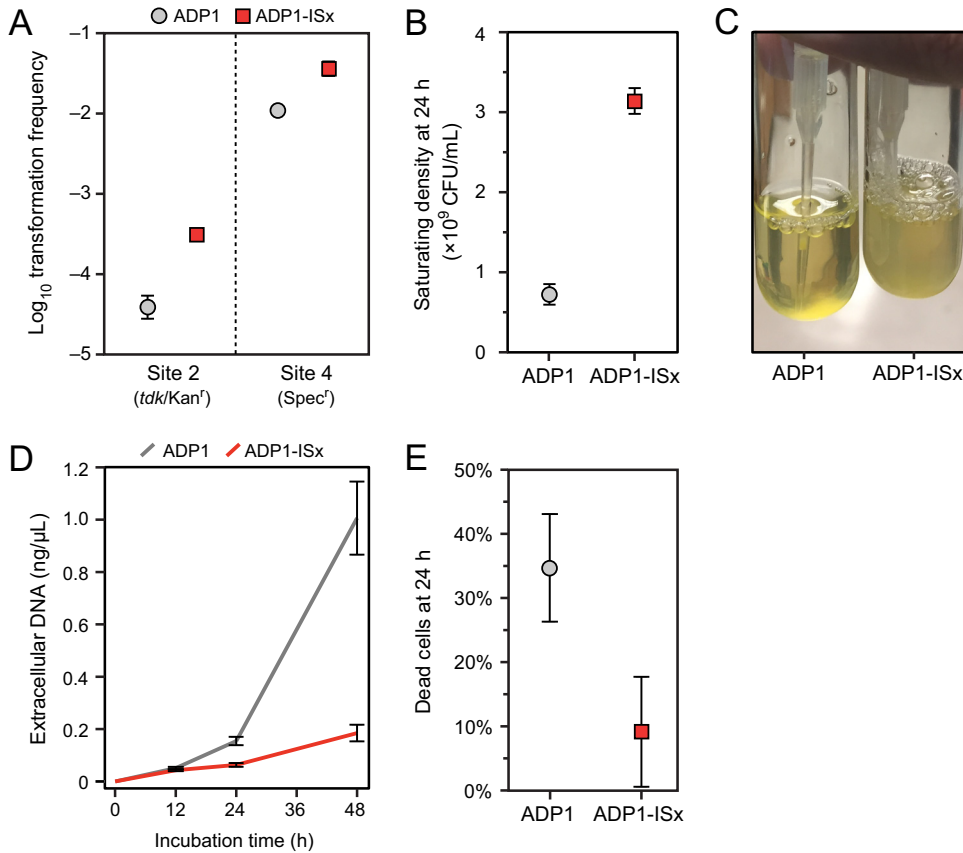 A
ADP1
ADP1-ISx
Log10 transformation frequency
–1
–2
–3
–4
–5
Site 2
(tdk/Kanr)
Site 4
(Specr)
B
Saturating density at 24 h
(×10⁹ CFU/mL)
4
3
2
1
0
ADP1
ADP1-ISx
C
ADP1
ADP1-ISx
D
ADP1
ADP1-ISx
Extracellular DNA (ng/µL)
1.2
1.0
0.8
0.6
0.4
0.2
0
0
12
24
36
48
Incubation time (h)
E
Dead cells at 24 h
50%
40%
30%
20%
10%
0%
ADP1
ADP1-ISx